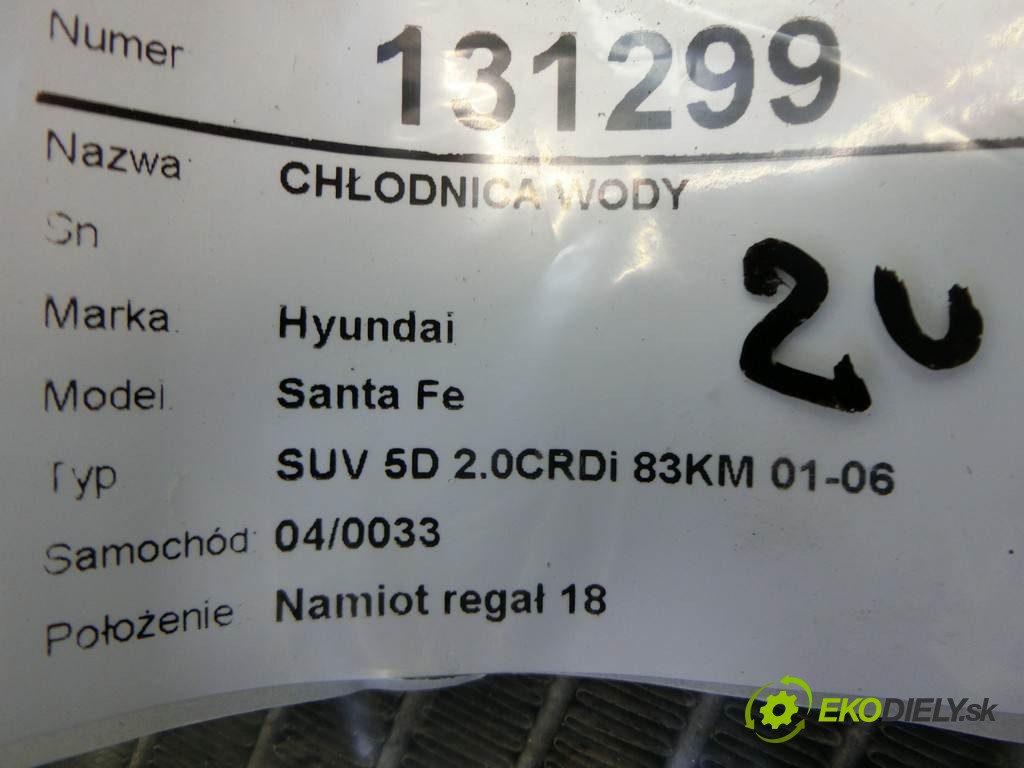 Numer 131299
Nazwa CHŁODNICA WODY
Sn
Marka Hyundai
Model Santa Fe
Typ SUV 5D 2.0CRDi 83KM 01-06
Samochód 04/0033
Położenie Namiot regał 18
EKODIELY.sk